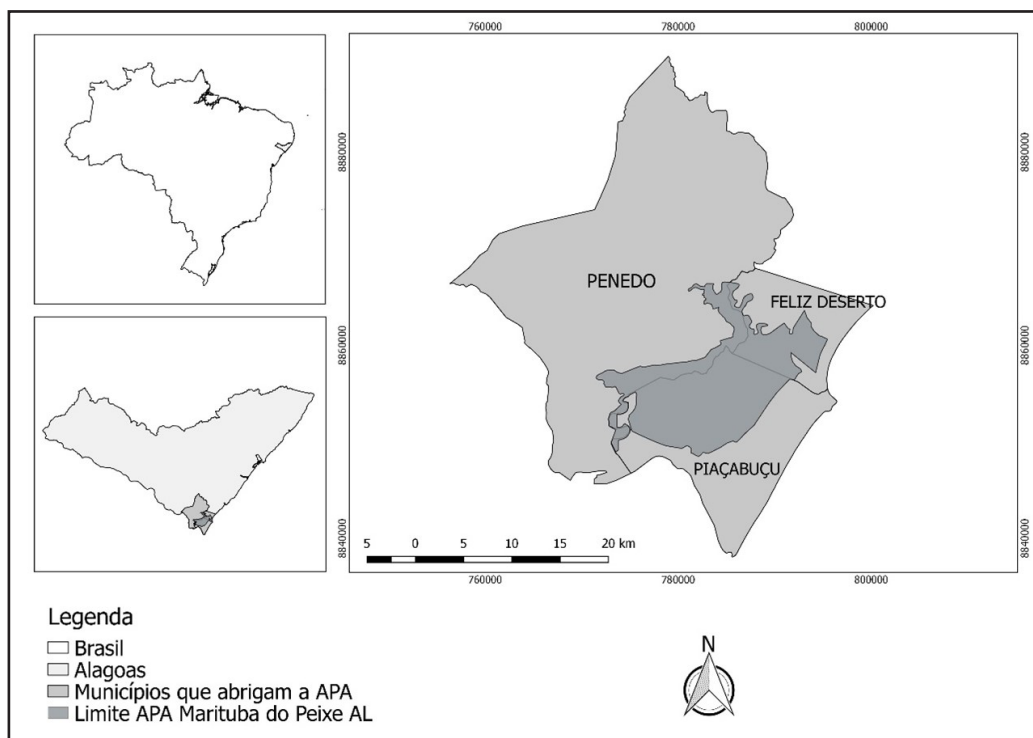 760000 780000 800000
8880000 8880000
PENEDO
FELIZ DESERTO
8860000 8860000
PIAÇABUÇU
8840000 8840000
5 0 5 10 15 20 km
760000 780000 800000
Legenda
Brasil
Alagoas
Municípios que abrigam a APA
Limite APA Marituba do Peixe AL
N